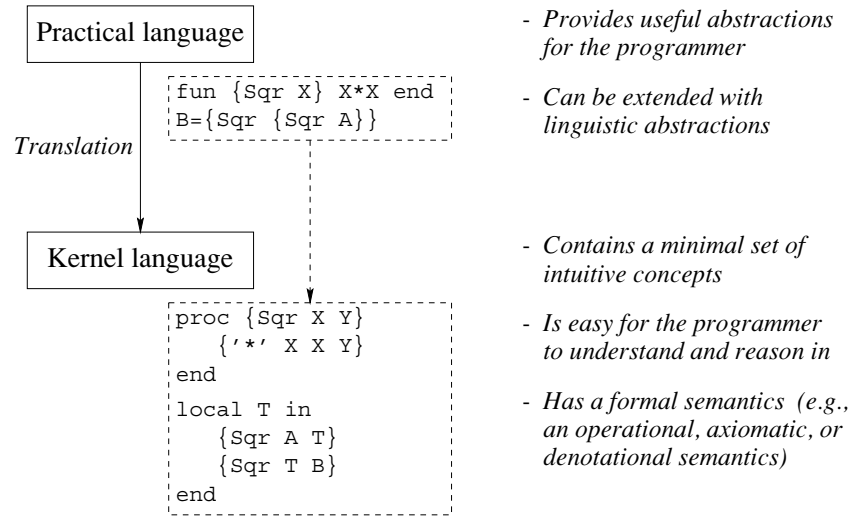 Practical language
- Provides useful abstractions
for the programmer
fun {Sqr X} X*X end
B={Sqr {Sqr A}}
- Can be extended with
linguistic abstractions
Translation
Kernel language
- Contains a minimal set of
intuitive concepts
proc {Sqr X Y}
{'*' X X Y}
end
local T in
{Sqr A T}
{Sqr T B}
end
- Is easy for the programmer
to understand and reason in
- Has a formal semantics (e.g.,
an operational, axiomatic, or
denotational semantics)